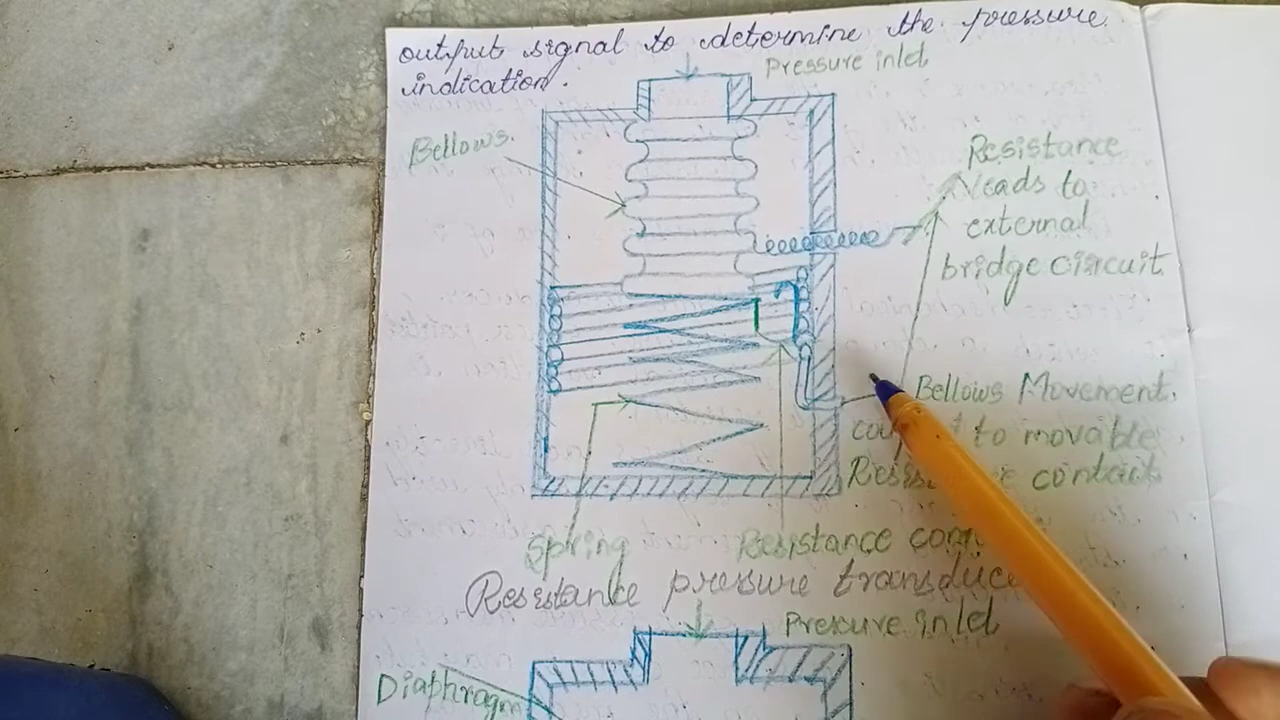 output signal to determine the pressure
indication.
Pressure inlet
Bellows.
Resistance
leads to
external
bridge circuit
Bellows Movement.
to movable
contact
Spring
Resistance
Resistance pressure
Pressure inlet
Diaphragm